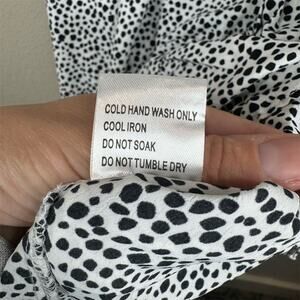 COLD HAND WASH ONLY
COOL IRON
DO NOT SOAK
DO NOT TUMBLE DRY